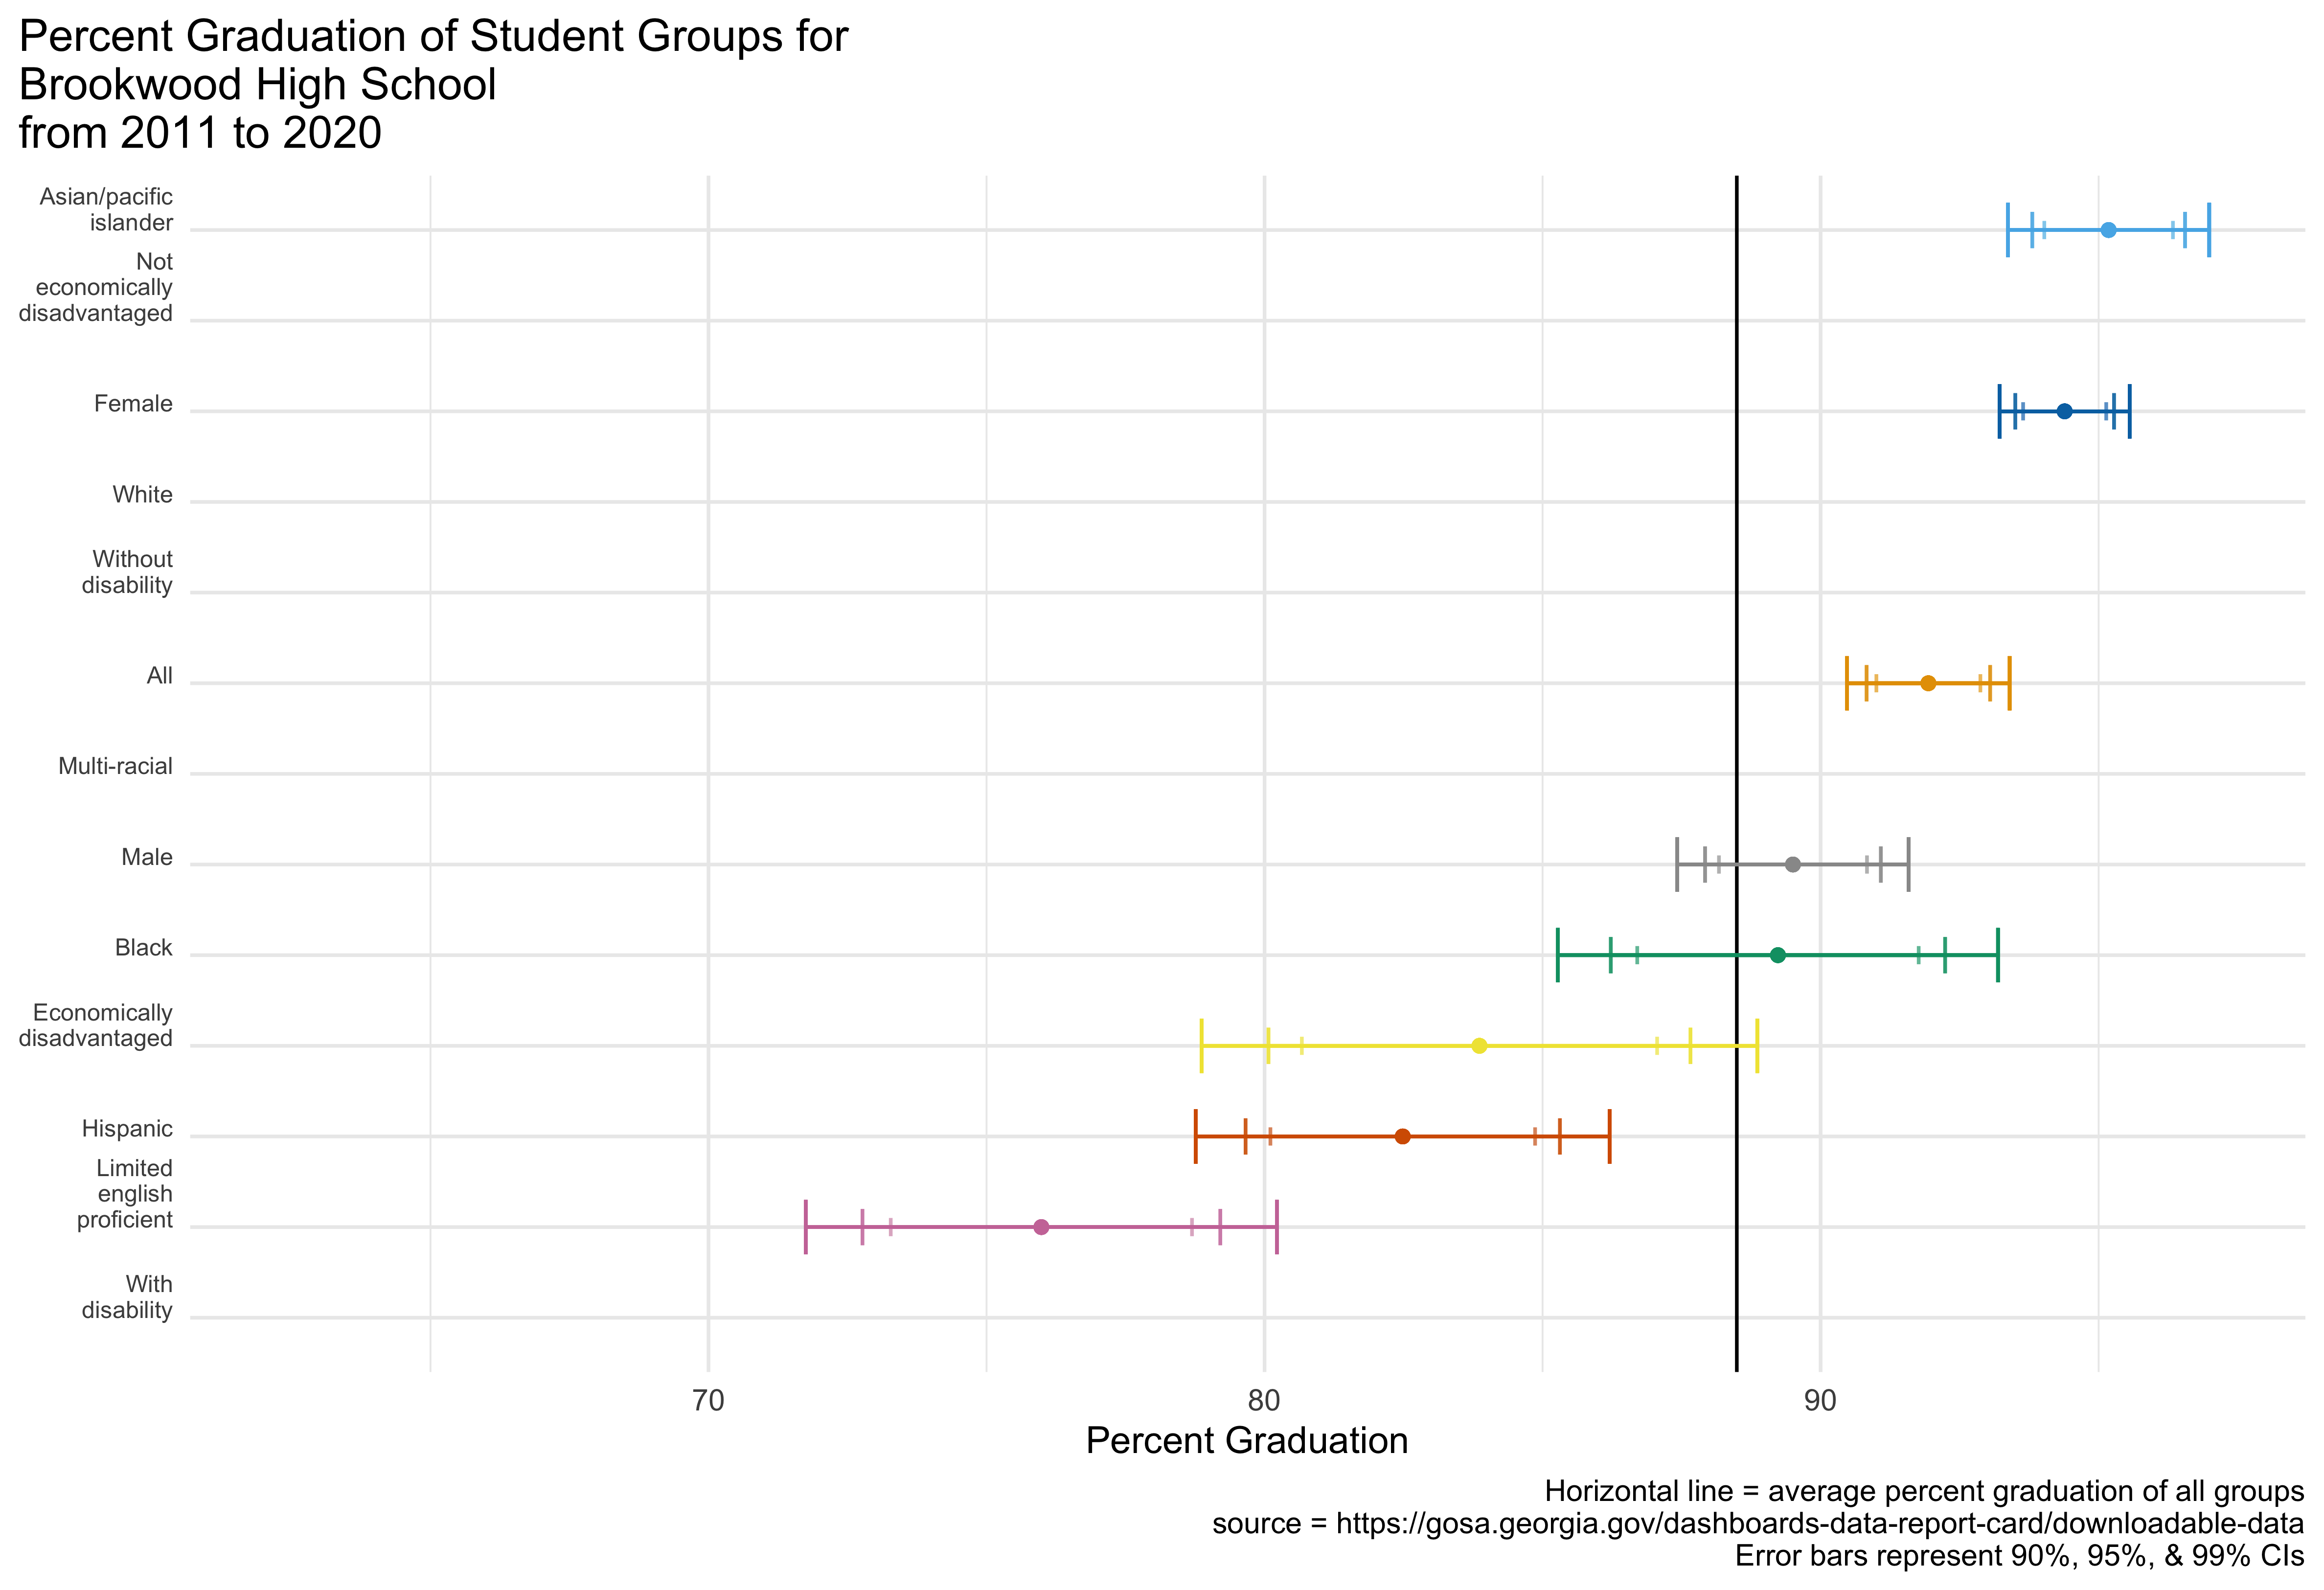 Percent Graduation of Student Groups for
Brookwood High School
from 2011 to 2020
Asian/pacific
islander
Not
economically
disadvantaged
Female
White
Without
disability
All
Multi-racial
Male
Black
Economically
disadvantaged
Hispanic
Limited
english
proficient
With
disability
70 80 90
Percent Graduation
Horizontal line = average percent graduation of all groups
source = https://gosa.georgia.gov/dashboards-data-report-card/downloadable-data
Error bars represent 90%, 95%, & 99% CIs